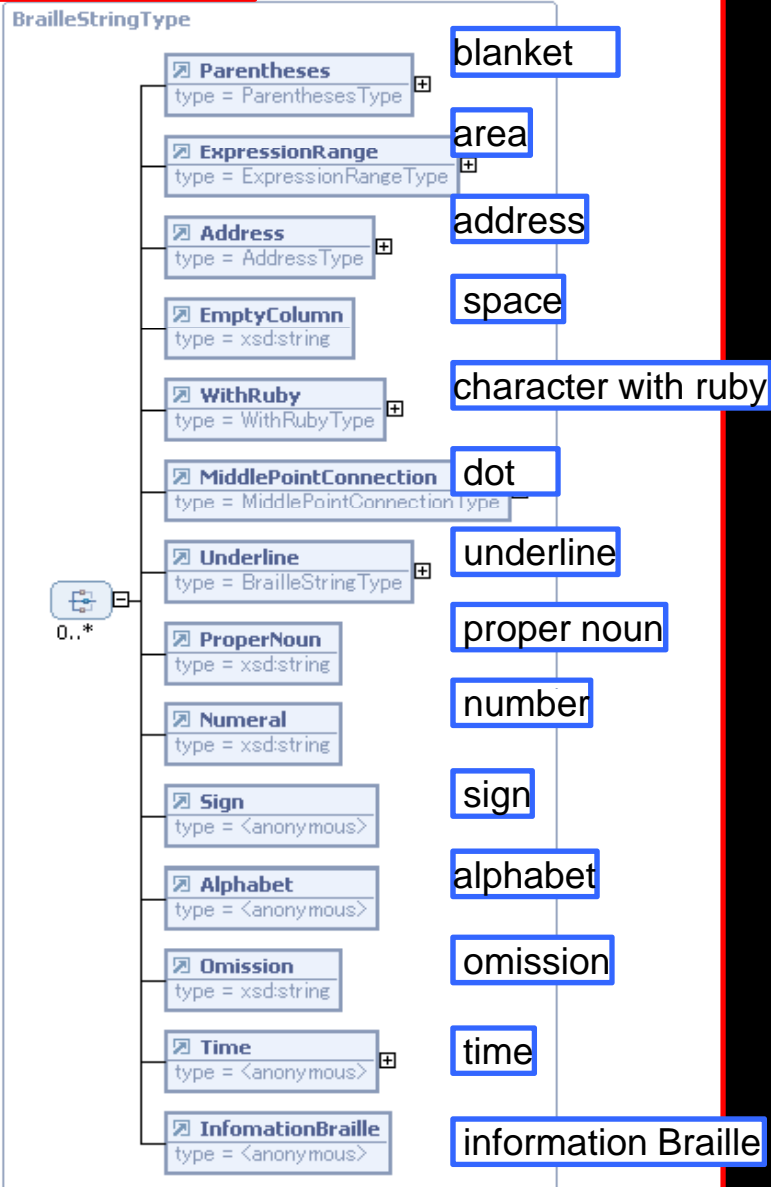 BrailleStringType
Parentheses
type = ParenthesesType
blanket
ExpressionRange
type = ExpressionRangeType
area
Address
type = AddressType
address
EmptyColumn
type = xsd:string
space
WithRuby
type = WithRubyType
character with ruby
MiddlePointConnection
type = MiddlePointConnectionType
dot
Underline
type = BrailleStringType
underline
0..*
ProperNoun
type = xsd:string
proper noun
Numeral
type = xsd:string
number
Sign
type = <anonymous>
sign
Alphabet
type = <anonymous>
alphabet
Omission
type = xsd:string
omission
Time
type = <anonymous>
time
InfomationBraille
type = <anonymous>
information Braille